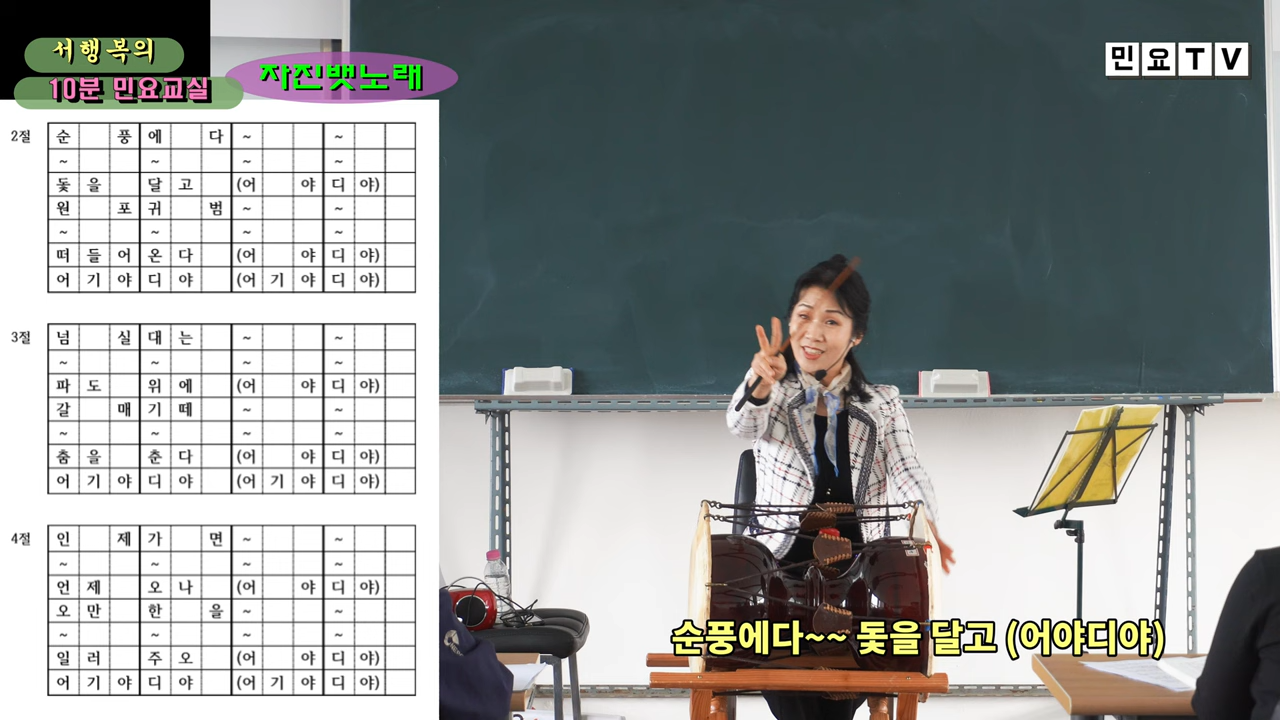 서행복의
10분 민요교실
자진뱃노래
민요TV
2절
순 풍에 다 ~ ~
~ ~ ~ ~
돛을 달고 (어 야디야)
원 포귀 범 ~ ~
~ ~ ~ ~
떠들어온다 (어 야디야)
어기야디야 (어기야디야)
3절
넘 실대는 ~ ~
~ ~ ~ ~
파도 위에 (어 야디야)
갈 매기떼 ~ ~
~ ~ ~ ~
춤을 춘다 (어 야디야)
어기야디야 (어기야디야)
4절
인 제가 면 ~ ~
~ ~ ~ ~
언제 오나 (어 야디야)
오만 한 을 ~ ~
~ ~ ~ ~
일러 주오 (어 야디야)
어기야디야 (어기야디야)
순풍에다~~ 돛을 달고 (어야디야)